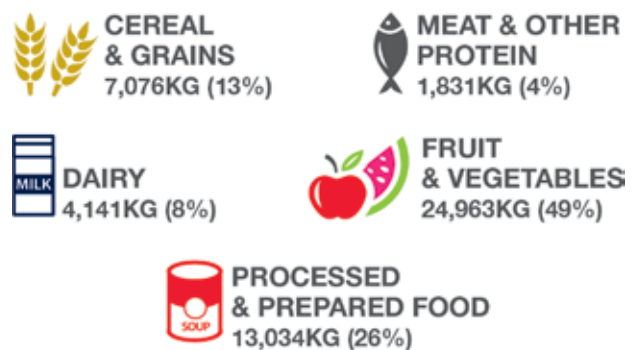 CEREAL
& GRAINS
7,076KG (13%)
MEAT & OTHER
PROTEIN
1,831KG (4%)
MILK
DAIRY
4,141KG (8%)
FRUIT
& VEGETABLES
24,963KG (49%)
SOUP
PROCESSED
& PREPARED FOOD
13,034KG (26%)